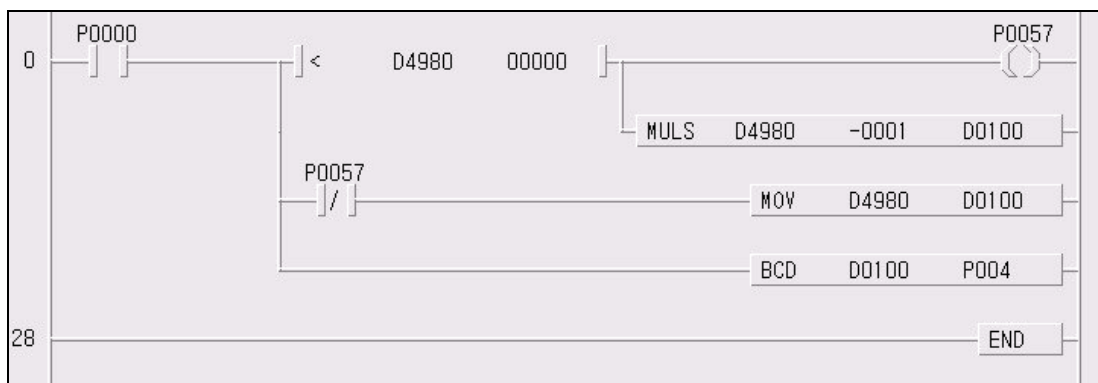 P0000 P0057
0 < D4980 00000 ( )
MULS D4980 -0001 D0100
P0057
/ MOV D4980 D0100
BCD D0100 P004
28 END